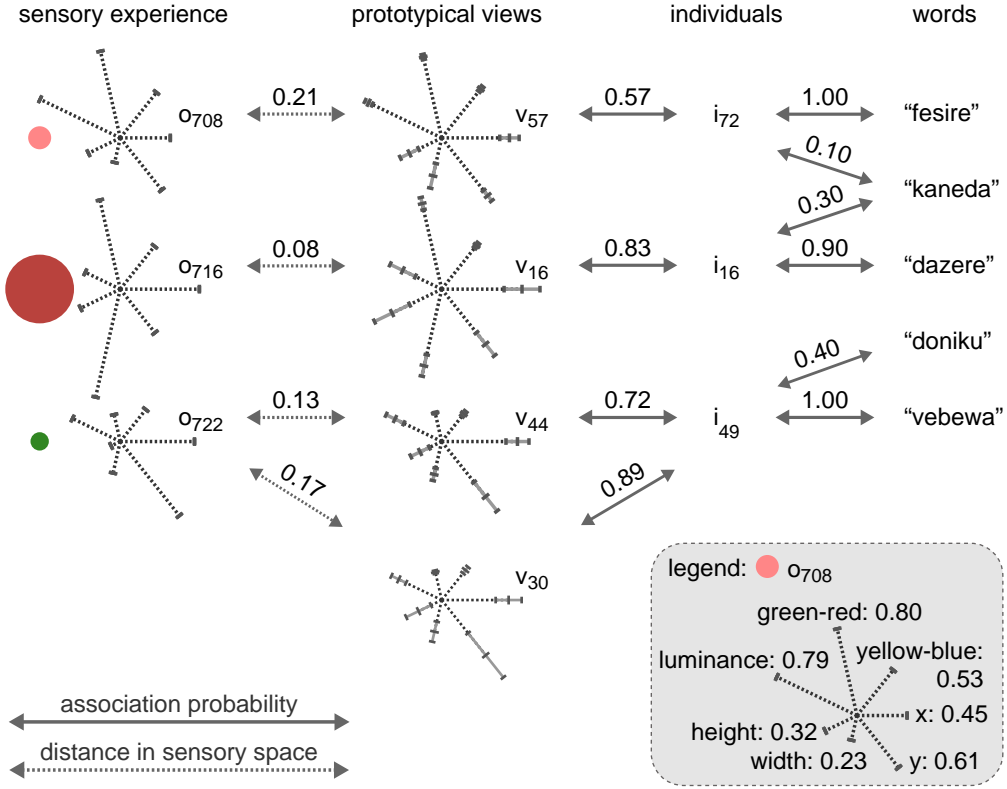 sensory experience prototypical views individuals words
o708 0.21 v57 0.57 i72 1.00 “fesire”
0.10
“kaneda”
0.30
o716 0.08 v16 0.83 i16 0.90 “dazere”
“doniku”
0.40
o722 0.13 v44 0.72 i49 1.00 “vebewa”
0.17 0.89
v30
legend: o708
green-red: 0.80
yellow-blue:
0.53
luminance: 0.79
x: 0.45
height: 0.32
width: 0.23 y: 0.61
association probability
distance in sensory space